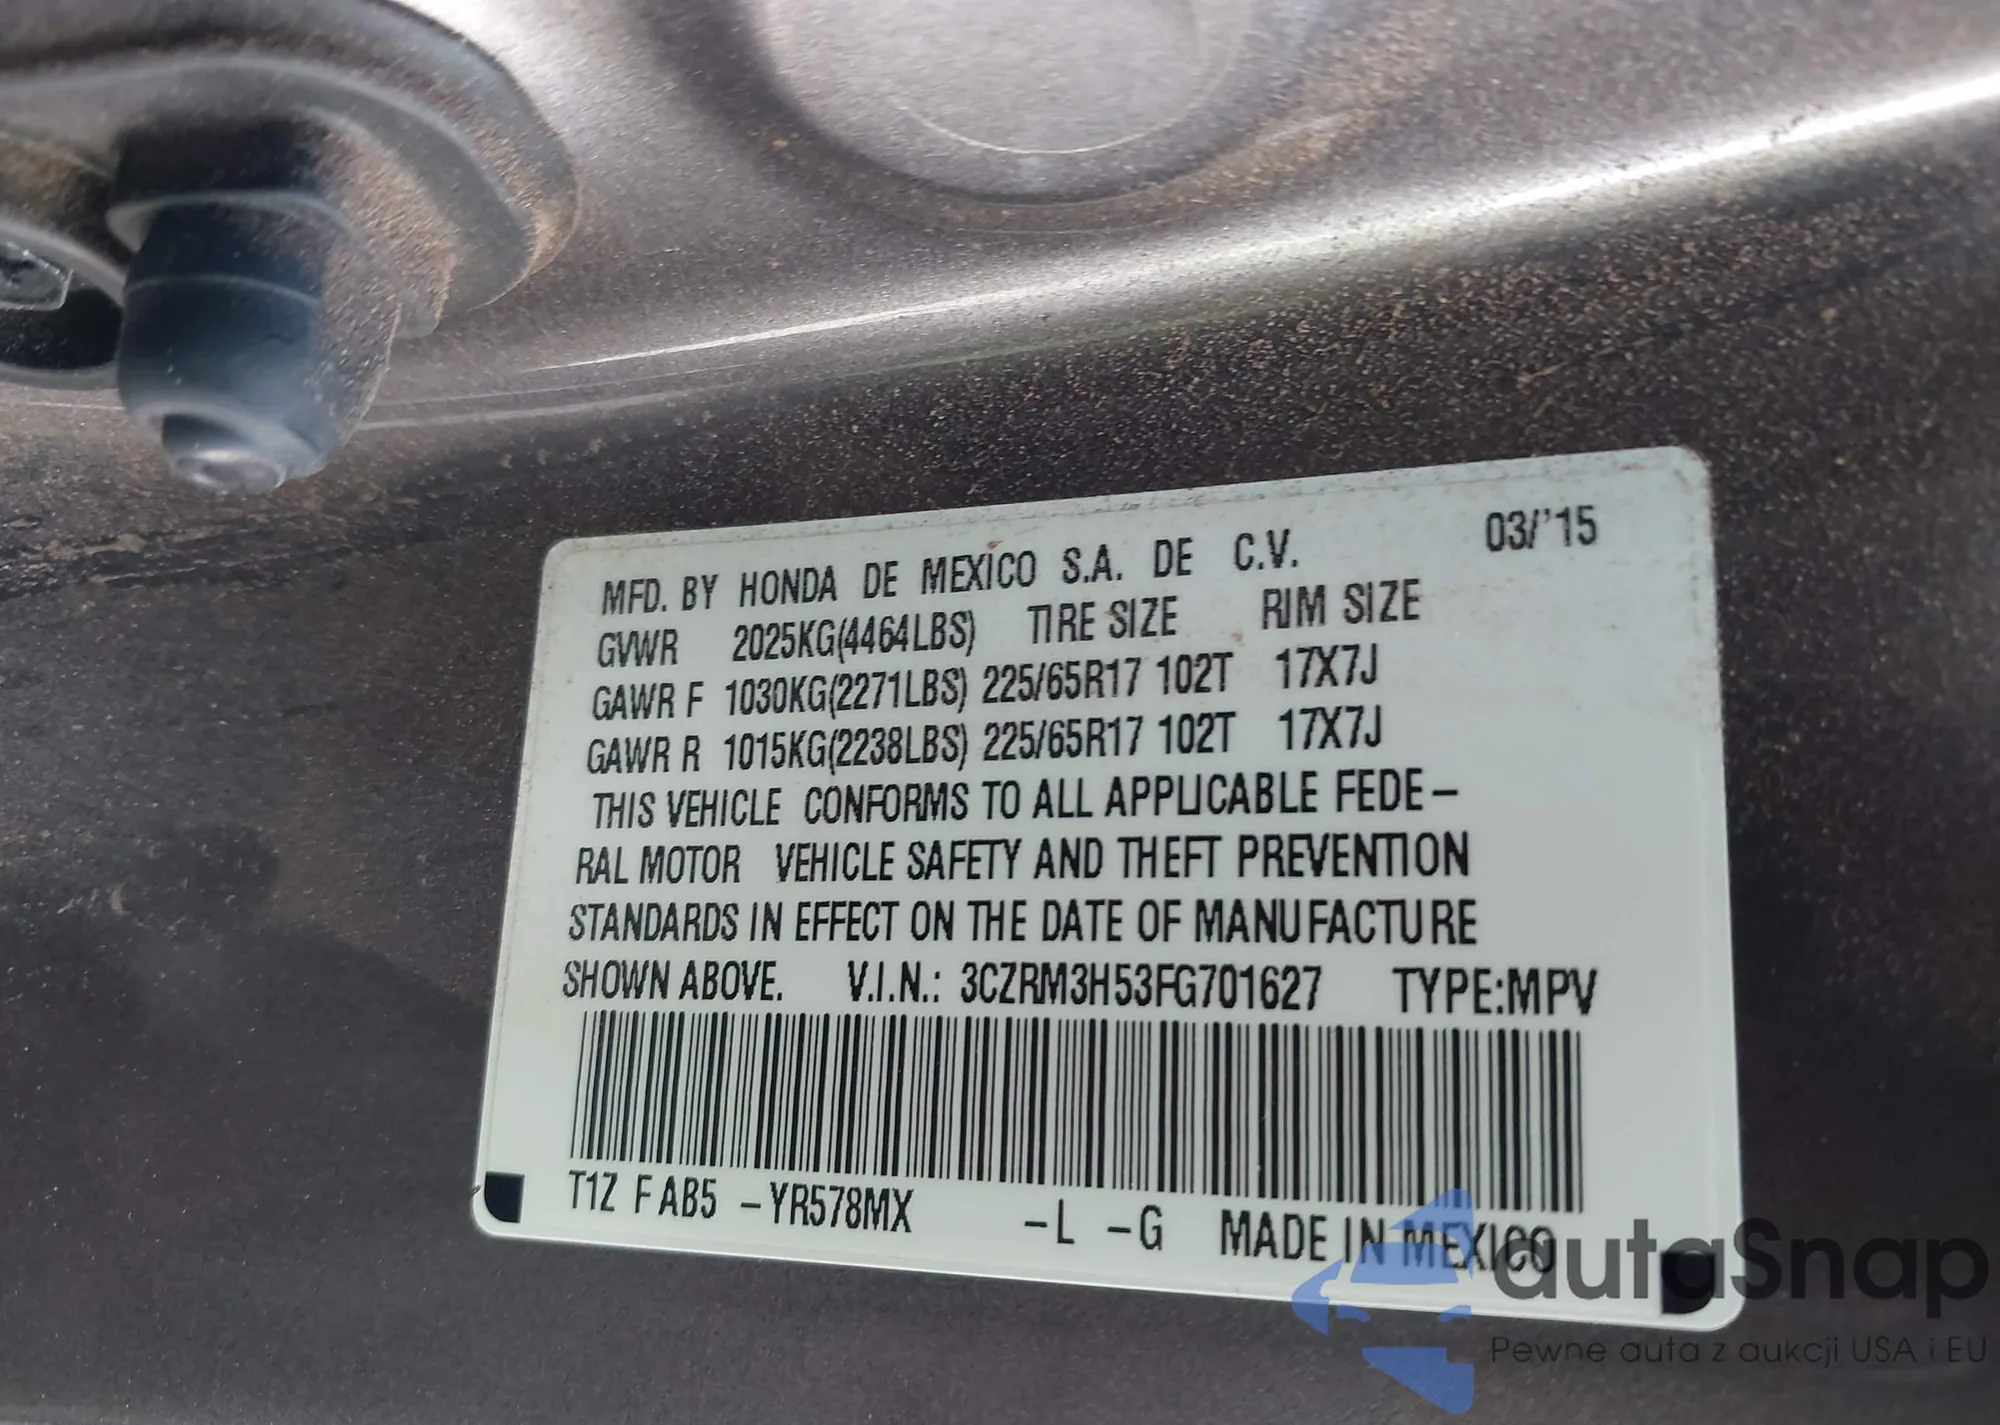 MFD. BY HONDA DE MEXICO S.A. DE C.V. 03/'15
GVWR 2025KG(4464LBS) TIRE SIZE RIM SIZE
GAWR F 1030KG(2271LBS) 225/65R17 102T 17X7J
GAWR R 1015KG(2238LBS) 225/65R17 102T 17X7J
THIS VEHICLE CONFORMS TO ALL APPLICABLE FEDE-
RAL MOTOR VEHICLE SAFETY AND THEFT PREVENTION
STANDARDS IN EFFECT ON THE DATE OF MANUFACTURE
SHOWN ABOVE. V.I.N.: 3CZRM3H53FG701627 TYPE:MPV
T1Z FAB5 -YR578MX -L -G MADE IN MEXICO
autaSnap
Pewne auta z aukcji USA i EU